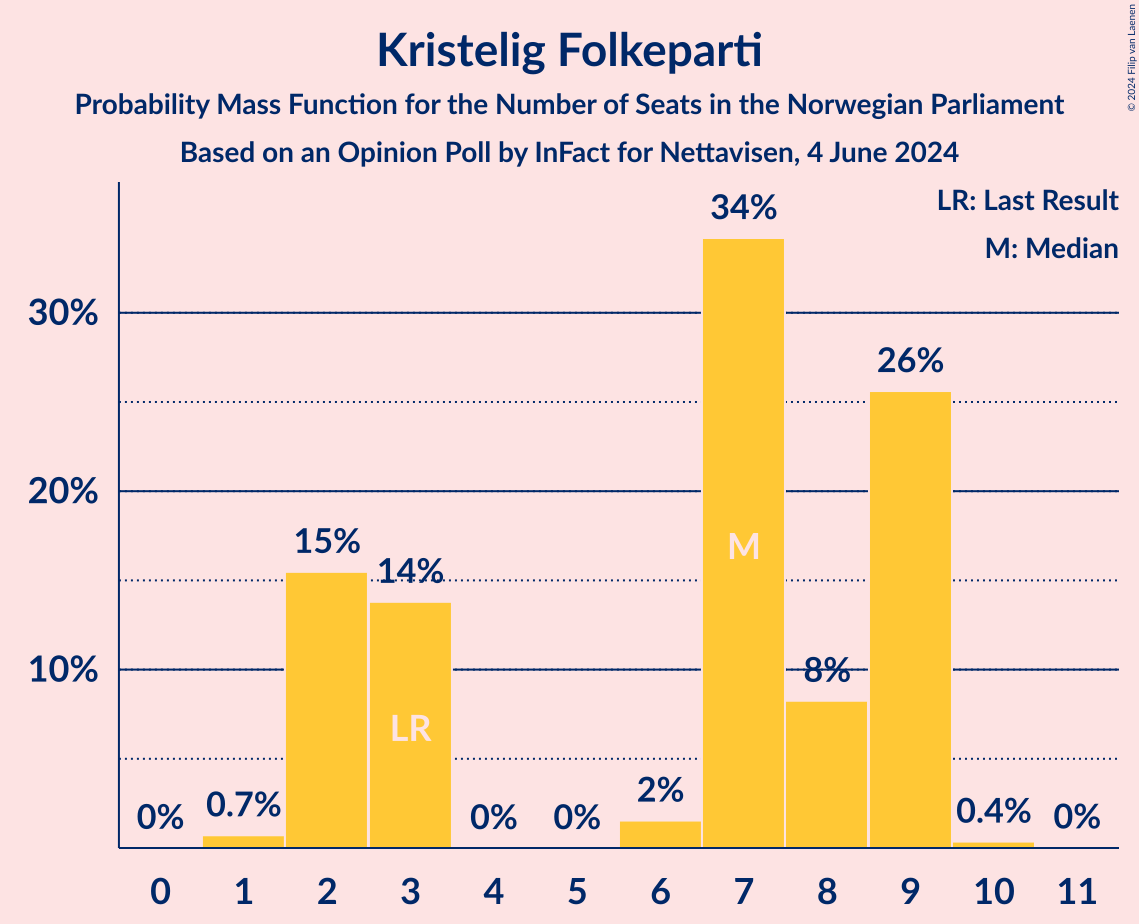 Kristelig Folkeparti
Probability Mass Function for the Number of Seats in the Norwegian Parliament
Based on an Opinion Poll by InFact for Nettavisen, 4 June 2024
© 2024 Filip van Laenen
LR: Last Result
M: Median
34%
30%
26%
20%
15%
14%
M
10%
8%
LR
2%
0%
0.7%
0%
0%
0.4%
0%
0 1 2 3 4 5 6 7 8 9 10 11